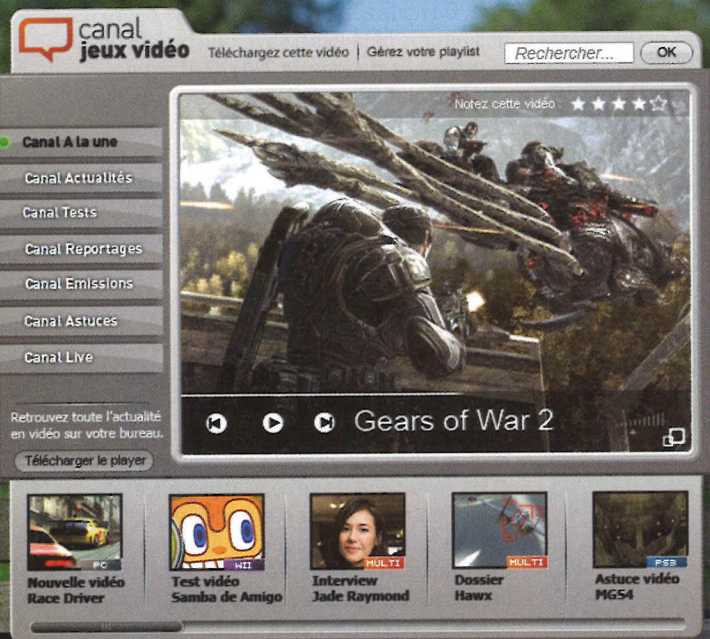 canal
jeux vidéo
Téléchargez cette vidéo | Gérez votre playlist
Rechercher...
OK
Notez cette vidéo :
Canal A la une
Canal Actualités
Canal Tests
Canal Reportages
Canal Emissions
Canal Astuces
Canal Live
Retrouvez toute l'actualité
en vidéo sur votre bureau.
Télécharger le player
Gears of War 2
PC
Nouvelle vidéo
Race Driver
WII
Test vidéo
Samba de Amigo
MULTI
Interview
Jade Raymond
MULTI
Dossier
Hawx
PS3
Astuce vidéo
MGS4